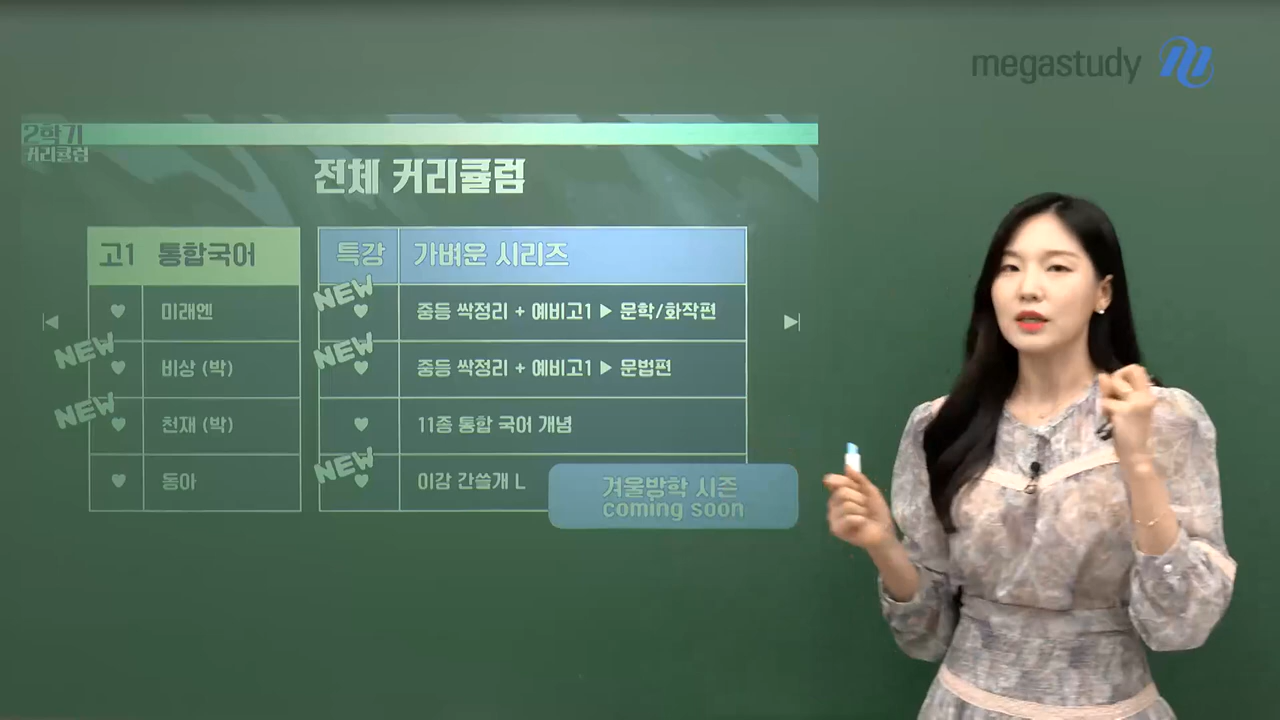 megastudy
2학기
커리큘럼
전체 커리큘럼
고1 통합국어
미래엔
NEW
비상 (박)
NEW
천재 (박)
동아
특강 가벼운 시리즈
NEW
중등 싹정리 + 예비고1 ▶ 문학/화작편
NEW
중등 싹정리 + 예비고1 ▶ 문법편
11종 통합 국어 개념
NEW
이감 간쓸개 L
겨울방학 시즌
coming soon